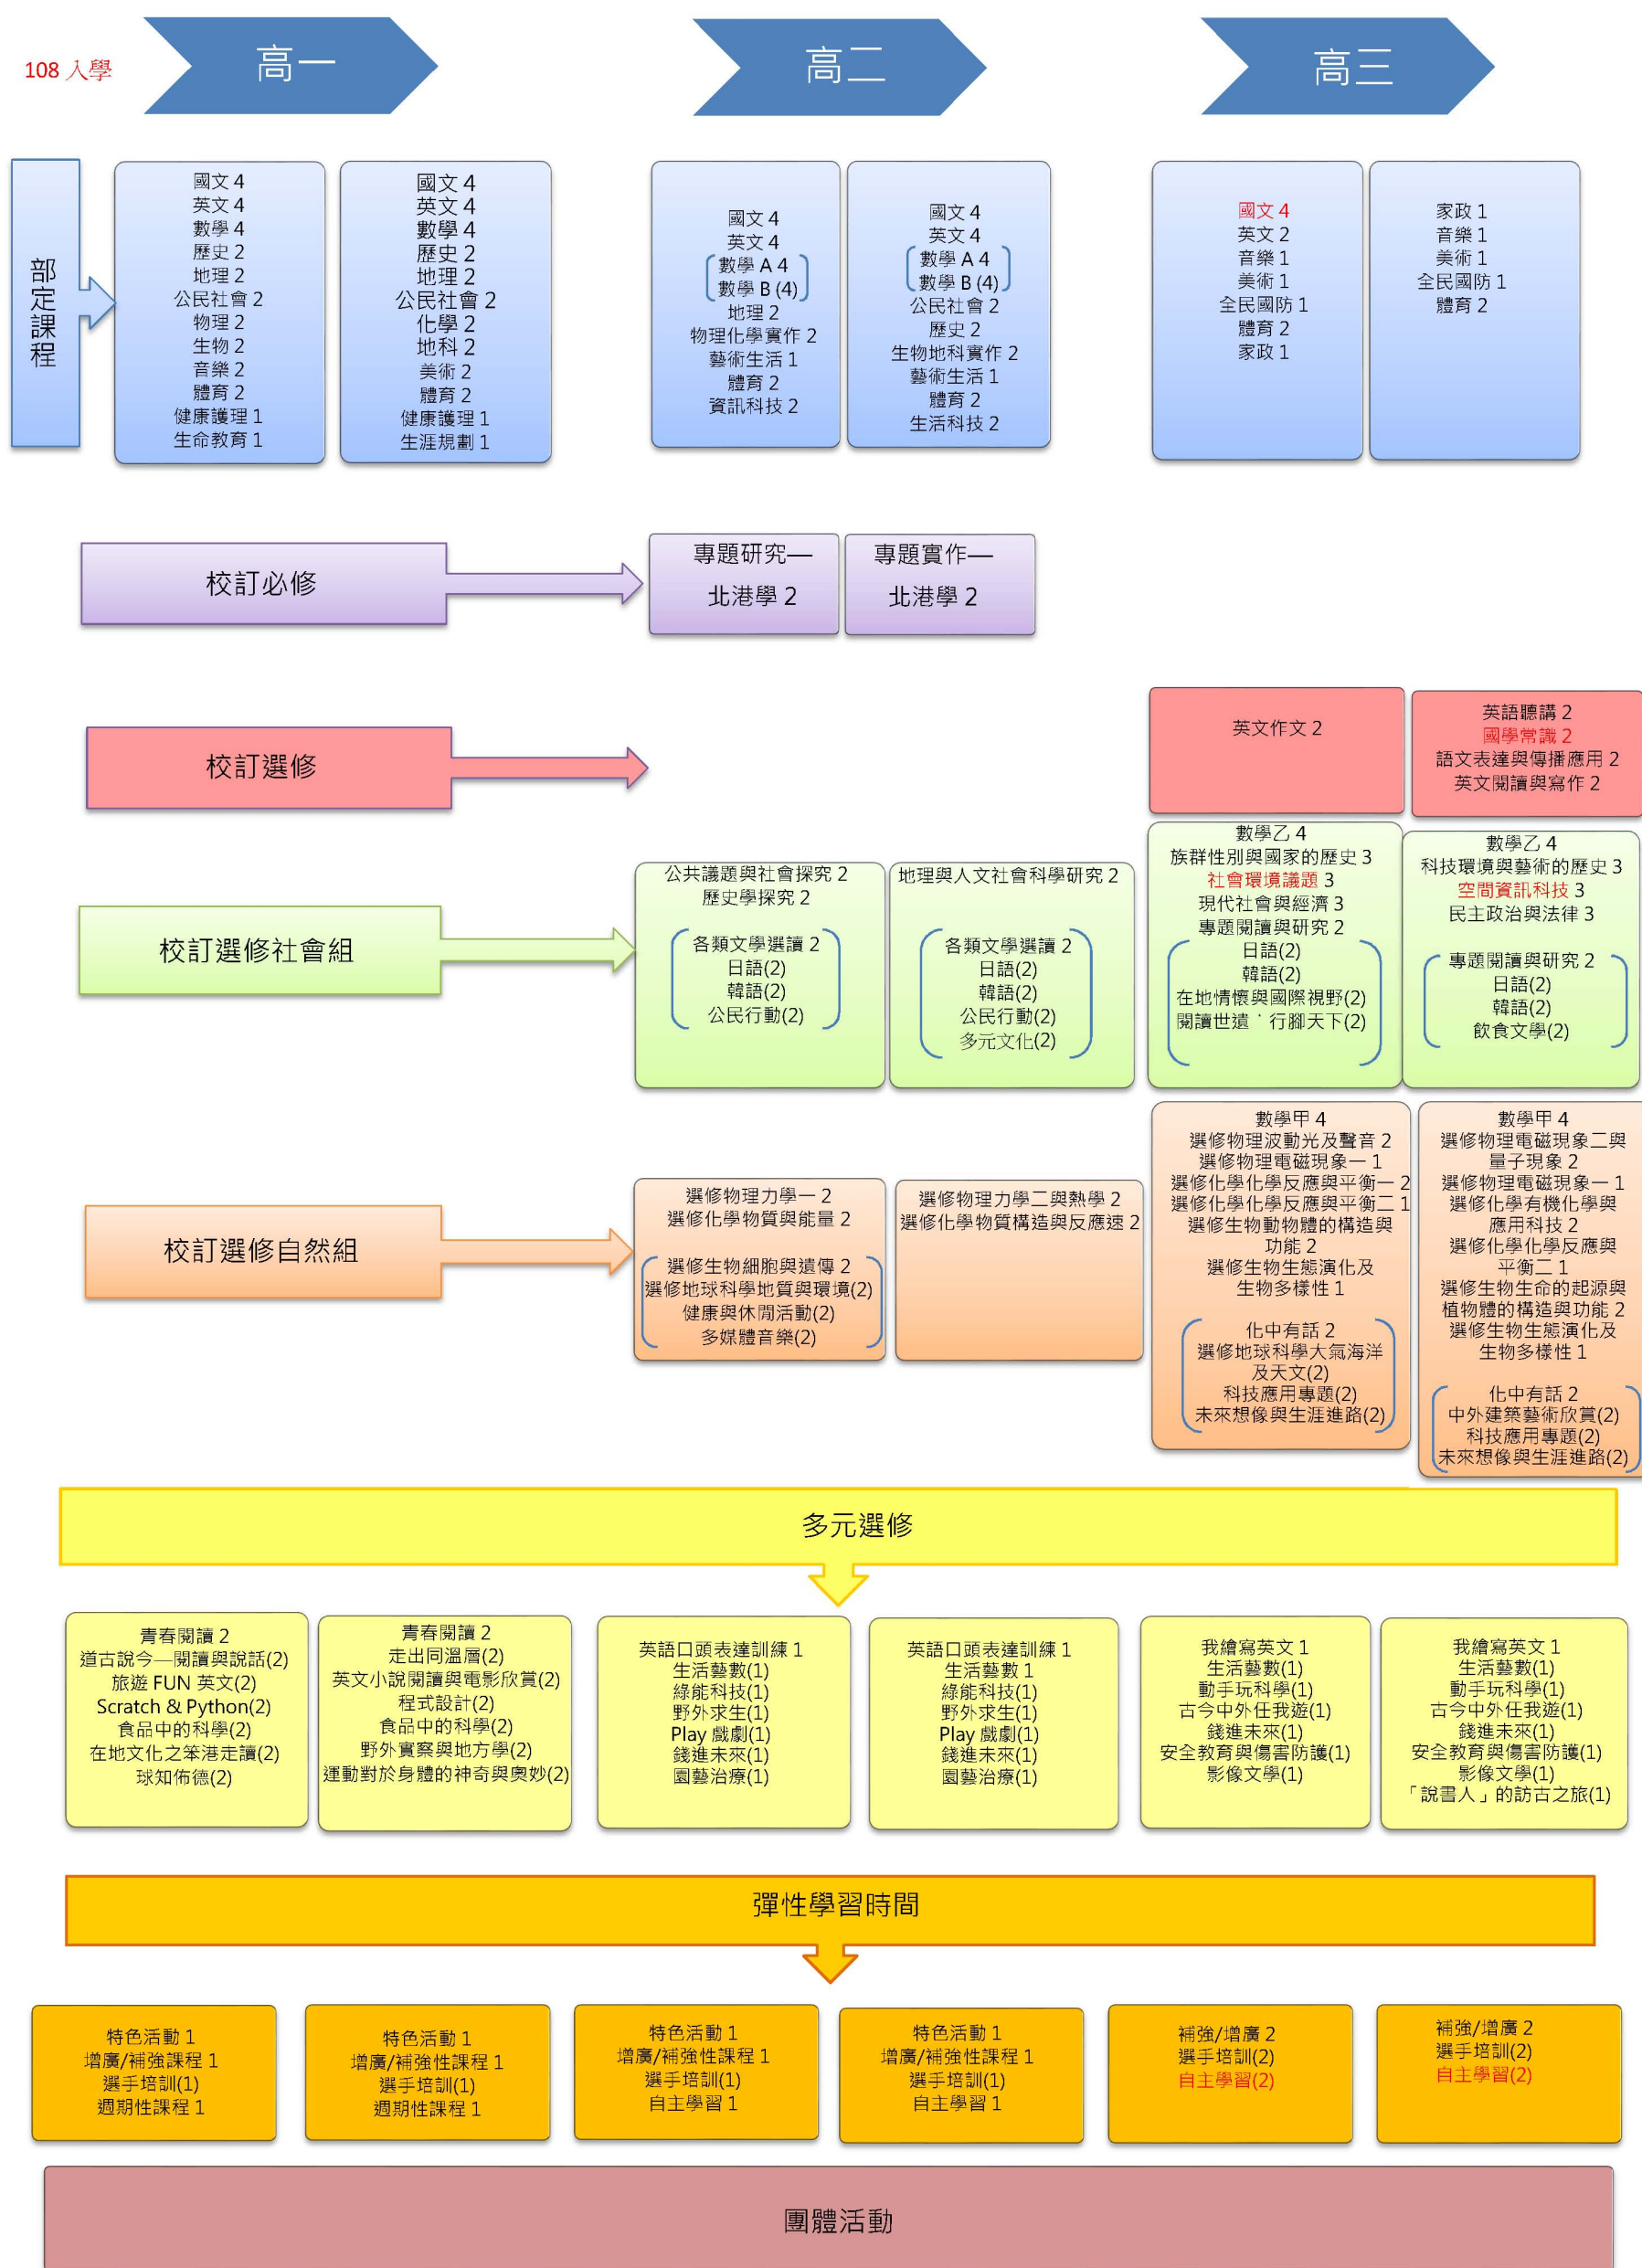 108 入學
高一
高二
高三
部定課程
國文 4
英文 4
數學 4
歷史 2
地理 2
公民社會 2
物理 2
生物 2
音樂 2
體育 2
健康護理 1
生命教育 1
國文 4
英文 4
數學 4
歷史 2
地理 2
公民社會 2
化學 2
地科 2
美術 2
體育 2
健康護理 1
生涯規劃 1
國文 4
英文 4
數學 A 4
數學 B (4)
地理 2
物理化學實作 2
藝術生活 1
體育 2
資訊科技 2
國文 4
英文 4
數學 A 4
數學 B (4)
公民社會 2
歷史 2
生物地科實作 2
藝術生活 1
體育 2
生活科技 2
國文 4
英文 2
音樂 1
美術 1
全民國防 1
體育 2
家政 1
家政 1
音樂 1
美術 1
全民國防 1
體育 2
校訂必修
專題研究—
北港學 2
專題實作—
北港學 2
校訂選修
英文作文 2
英語聽講 2
國學常識 2
語文表達與傳播應用 2
英文閱讀與寫作 2
校訂選修社會組
公共議題與社會探究 2
歷史學探究 2
各類文學選讀 2
日語(2)
韓語(2)
公民行動(2)
地理與人文社會科學研究 2
各類文學選讀 2
日語(2)
韓語(2)
公民行動(2)
多元文化(2)
數學乙 4
族群性別與國家的歷史 3
社會環境議題 3
現代社會與經濟 3
專題閱讀與研究 2
日語(2)
韓語(2)
在地情懷與國際視野(2)
閱讀世遺˙行腳天下(2)
數學乙 4
科技環境與藝術的歷史 3
空間資訊科技 3
民主政治與法律 3
專題閱讀與研究 2
日語(2)
韓語(2)
飲食文學(2)
校訂選修自然組
選修物理力學一 2
選修化學物質與能量 2
選修生物細胞與遺傳 2
選修地球科學地質與環境(2)
健康與休閒活動(2)
多媒體音樂(2)
選修物理力學二與熱學 2
選修化學物質構造與反應速 2
數學甲 4
選修物理波動光及聲音 2
選修物理電磁現象一 1
選修化學化學反應與平衡一 2
選修化學化學反應與平衡二 1
選修生物動物體的構造與
功能 2
選修生物生態演化及
生物多樣性 1
化中有話 2
選修地球科學大氣海洋
及天文(2)
科技應用專題(2)
未來想像與生涯進路(2)
數學甲 4
選修物理電磁現象二與
量子現象 2
選修物理電磁現象一 1
選修化學有機化學與
應用科技 2
選修化學化學反應與
平衡二 1
選修生物生命的起源與
植物體的構造與功能 2
選修生物生態演化及
生物多樣性 1
化中有話 2
中外建築藝術欣賞(2)
科技應用專題(2)
未來想像與生涯進路(2)
多元選修
青春閱讀 2
道古說今—閱讀與說話(2)
旅遊 FUN 英文(2)
Scratch & Python(2)
食品中的科學(2)
在地文化之笨港走讀(2)
球知佈德(2)
青春閱讀 2
走出同溫層(2)
英文小說閱讀與電影欣賞(2)
程式設計(2)
食品中的科學(2)
野外實察與地方學(2)
運動對於身體的神奇與奧妙(2)
英語口頭表達訓練 1
生活藝數(1)
綠能科技(1)
野外求生(1)
Play 戲劇(1)
錢進未來(1)
園藝治療(1)
英語口頭表達訓練 1
生活藝數 1
綠能科技(1)
野外求生(1)
Play 戲劇(1)
錢進未來(1)
園藝治療(1)
我繪寫英文 1
生活藝數(1)
動手玩科學(1)
古今中外任我遊(1)
錢進未來(1)
安全教育與傷害防護(1)
影像文學(1)
我繪寫英文 1
生活藝數(1)
動手玩科學(1)
古今中外任我遊(1)
錢進未來(1)
安全教育與傷害防護(1)
影像文學(1)
「說書人」的訪古之旅(1)
彈性學習時間
特色活動 1
增廣/補強課程 1
選手培訓(1)
週期性課程 1
特色活動 1
增廣/補強性課程 1
選手培訓(1)
週期性課程 1
特色活動 1
增廣/補強性課程 1
選手培訓(1)
自主學習 1
特色活動 1
增廣/補強性課程 1
選手培訓(1)
自主學習 1
補強/增廣 2
選手培訓(2)
自主學習(2)
補強/增廣 2
選手培訓(2)
自主學習(2)
團體活動